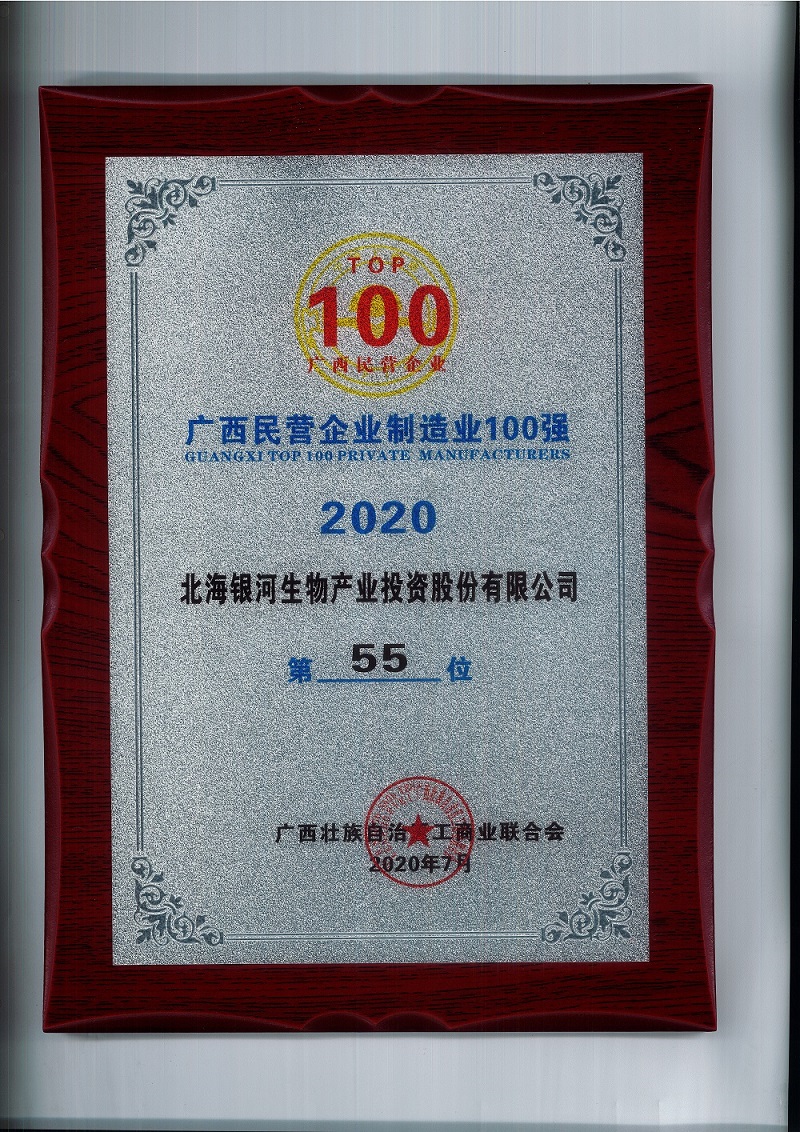 TOP
100
广西民营企业
广西民营企业制造业100强
GUANGXI TOP 100 PRIVATE MANUFACTURERS
2020
北海银河生物产业投资股份有限公司
第 55 位
广西壮族自治 工商业联合会
2020年7月